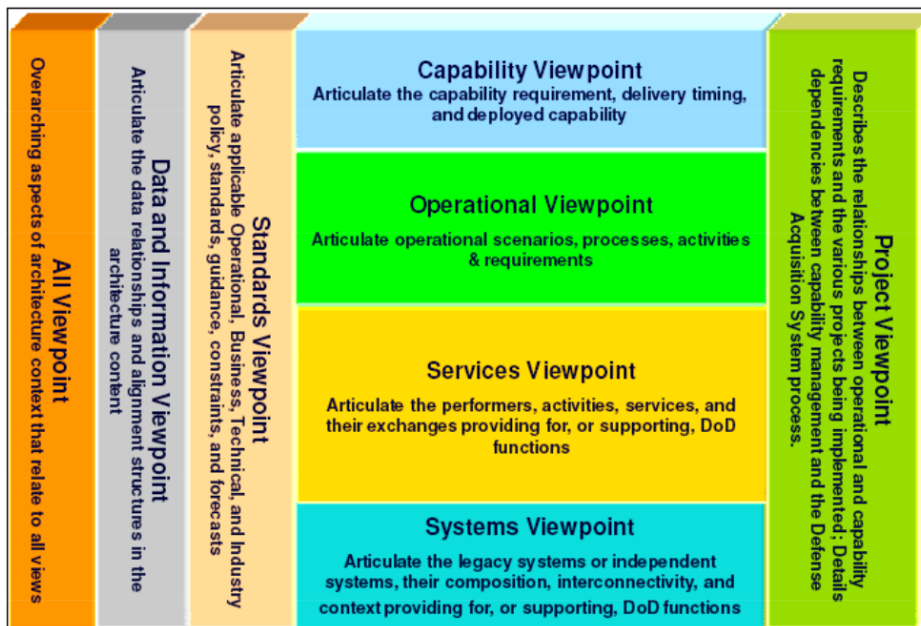 All Viewpoint
Overarching aspects of architecture context that relate to all views
Data and Information Viewpoint
Articulate the data relationships and alignment structures in the
architecture content
Standards Viewpoint
Articulate applicable Operational, Business, Technical, and Industry
policy, standards, guidance, constraints, and forecasts
Capability Viewpoint
Articulate the capability requirement, delivery timing,
and deployed capability
Operational Viewpoint
Articulate operational scenarios, processes, activities
& requirements
Services Viewpoint
Articulate the performers, activities, services, and
their exchanges providing for, or supporting, DoD
functions
Systems Viewpoint
Articulate the legacy systems or independent
systems, their composition, interconnectivity, and
context providing for, or supporting, DoD functions
Project Viewpoint
Describes the relationships between operational and capability
requirements and the various projects being implemented; Details
dependencies between capability management and the Defense
Acquisition System process.